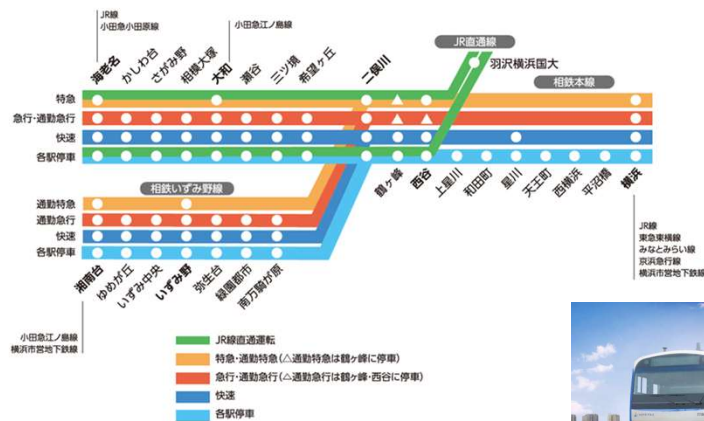 JR線
小田急小田原線
小田急江ノ島線
海老名
かしわ台
さがみ野
相模大塚
大和
瀬谷
三ツ境
希望ヶ丘
二俣川
JR直通線
羽沢横浜国大
相鉄本線
特急
急行・通勤急行
快速
各駅停車
鶴ヶ峰
西谷
上星川
和田町
星川
天王町
西横浜
平沼橋
横浜
相鉄いずみ野線
通勤特急
通勤急行
快速
各駅停車
湘南台
ゆめが丘
いずみ中央
いずみ野
弥生台
緑園都市
南万騎が原
JR線
東急東横線
みなとみらい線
京浜急行線
横浜市営地下鉄線
小田急江ノ島線
横浜市営地下鉄線
JR線直通運転
特急・通勤特急(△通勤特急は鶴ヶ峰に停車)
急行・通勤急行(△通勤急行は鶴ヶ峰・西谷に停車)
快速
各駅停車